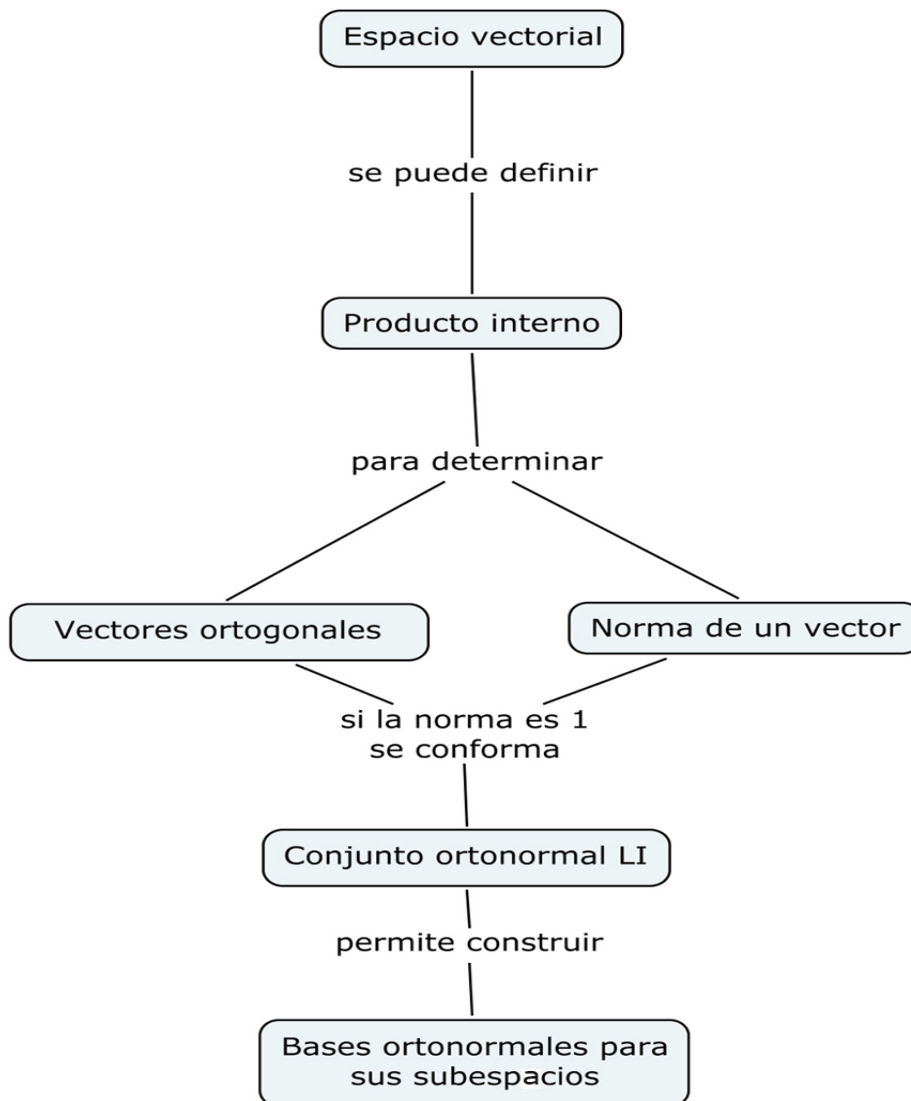 Espacio vectorial
se puede definir
Producto interno
para determinar
Vectores ortogonales
Norma de un vector
si la norma es 1
se conforma
Conjunto ortonormal LI
permite construir
Bases ortonormales para
sus subespacios